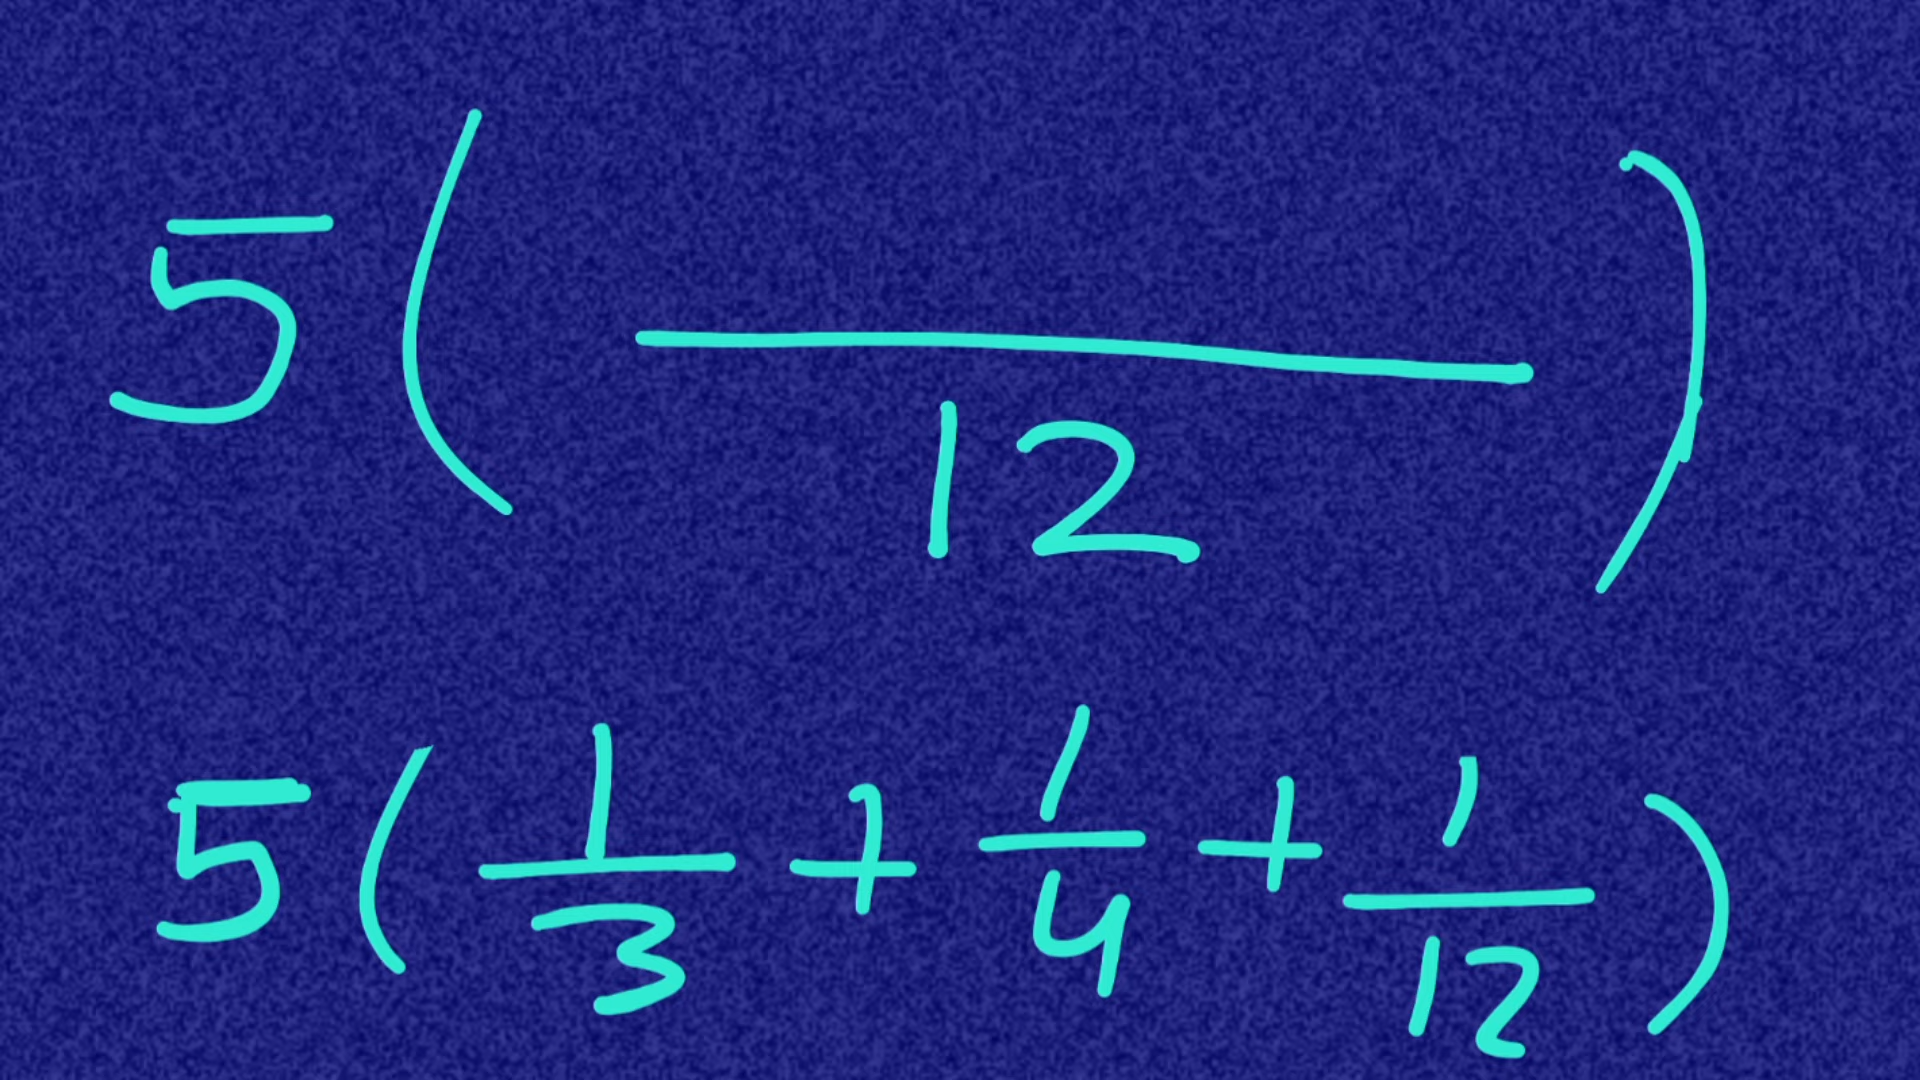 5( —/12 )
5( 1/3 + 1/4 + 1/12 )